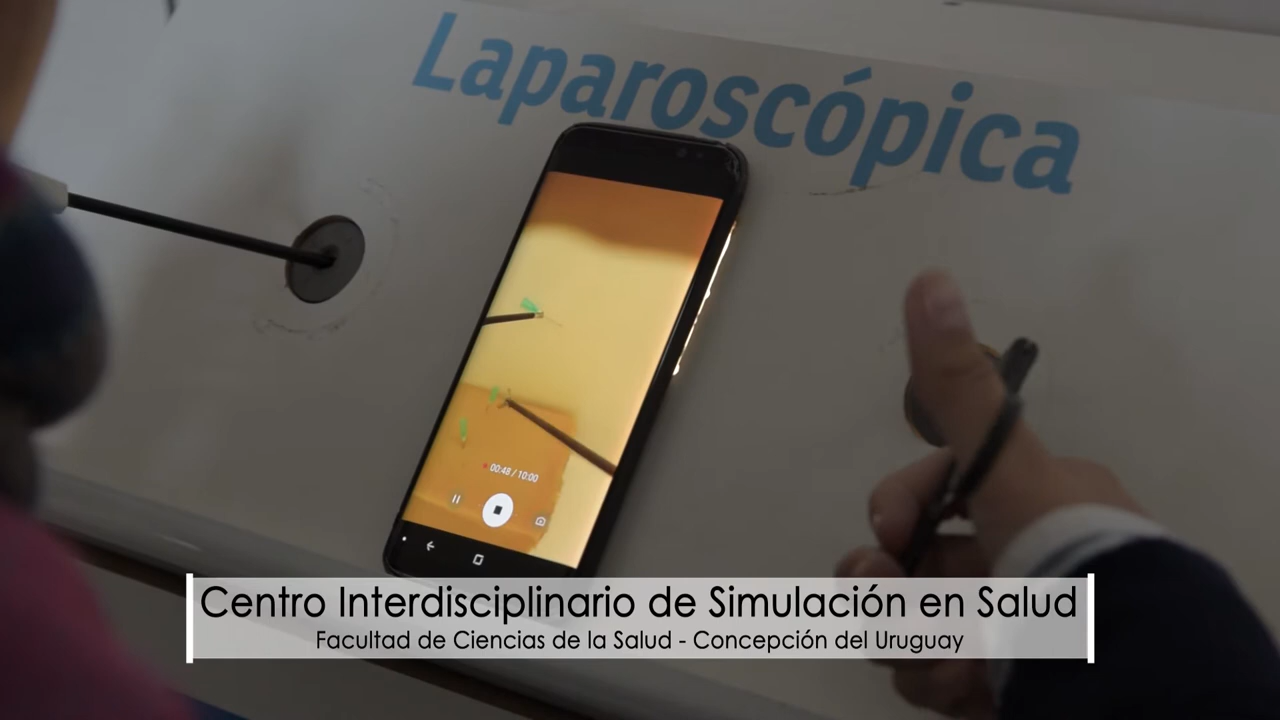 Laparoscópica
00:48 / 10:00
Centro Interdisciplinario de Simulación en Salud
Facultad de Ciencias de la Salud - Concepción del Uruguay